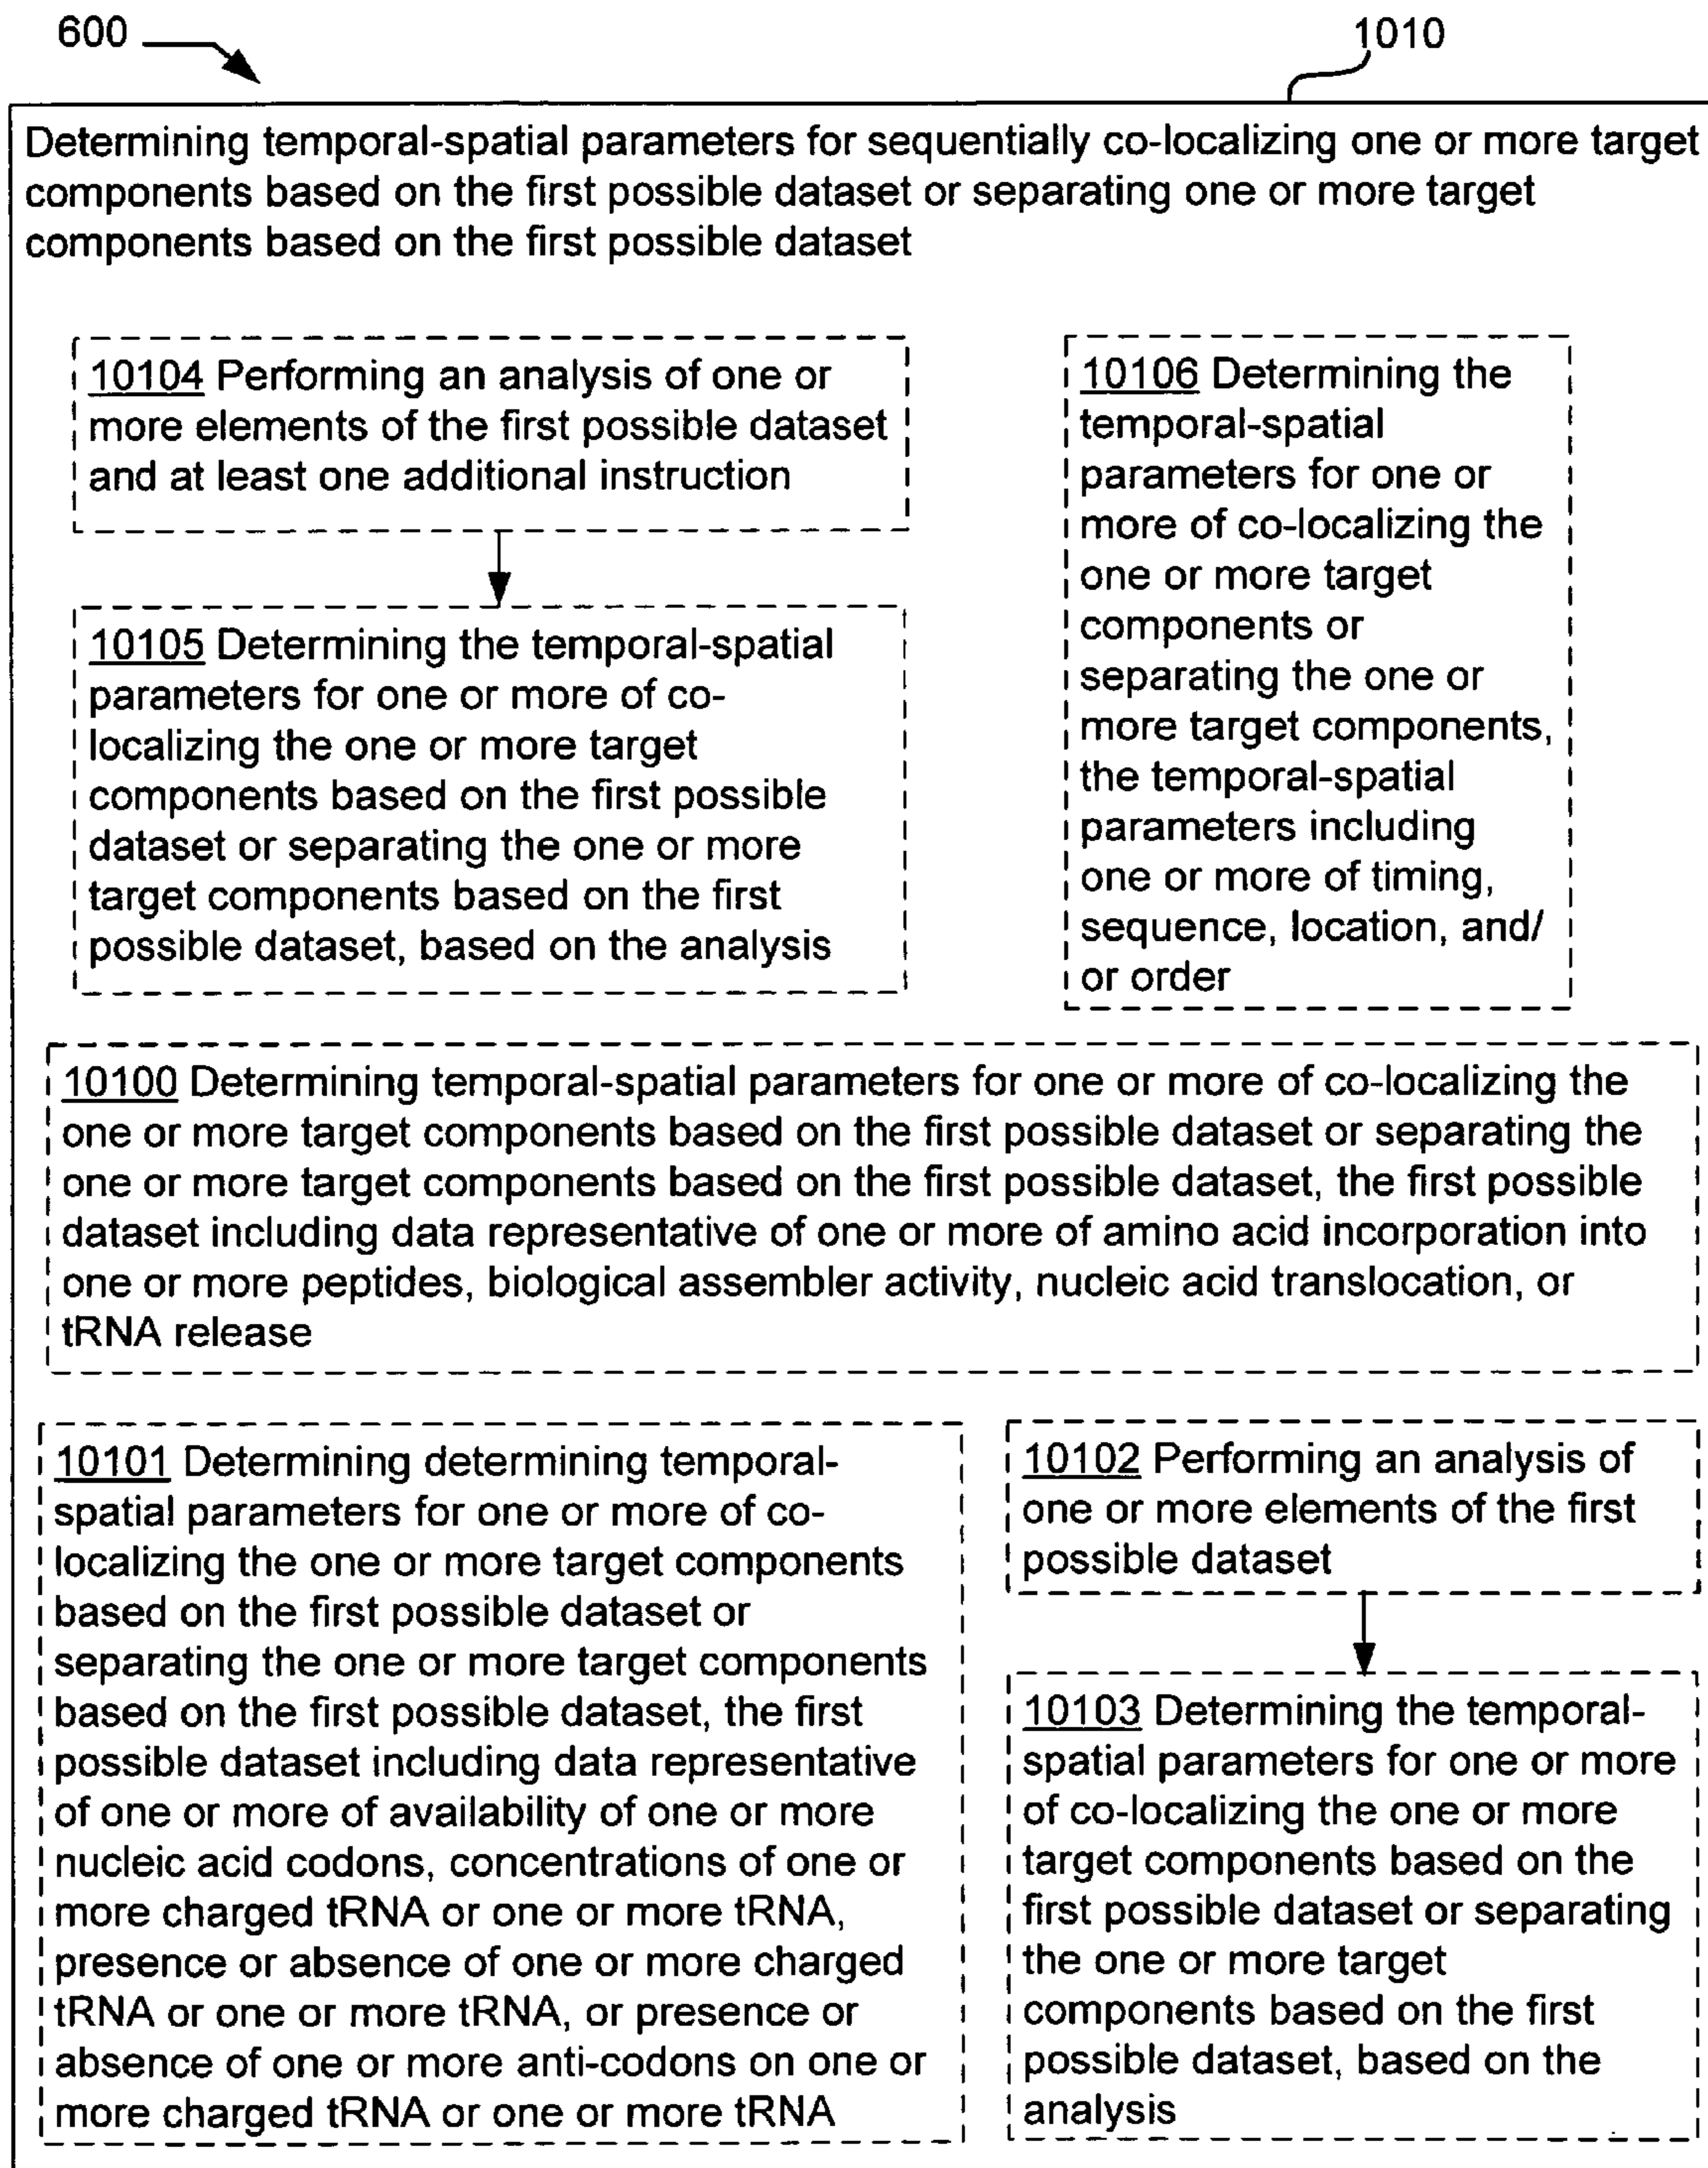 600
1010
Determining temporal-spatial parameters for sequentially co-localizing one or more target
components based on the first possible dataset or separating one or more target
components based on the first possible dataset
10104 Performing an analysis of one or
more elements of the first possible dataset
and at least one additional instruction
10105 Determining the temporal-spatial
parameters for one or more of co-
localizing the one or more target
components based on the first possible
dataset or separating the one or more
target components based on the first
possible dataset, based on the analysis
10106 Determining the
temporal-spatial
parameters for one or
more of co-localizing the
one or more target
components or
separating the one or
more target components,
the temporal-spatial
parameters including
one or more of timing,
sequence, location, and/
or order
10100 Determining temporal-spatial parameters for one or more of co-localizing the
one or more target components based on the first possible dataset or separating the
one or more target components based on the first possible dataset, the first possible
dataset including data representative of one or more of amino acid incorporation into
one or more peptides, biological assembler activity, nucleic acid translocation, or
tRNA release
10101 Determining determining temporal-
spatial parameters for one or more of co-
localizing the one or more target components
based on the first possible dataset or
separating the one or more target components
based on the first possible dataset, the first
possible dataset including data representative
of one or more of availability of one or more
nucleic acid codons, concentrations of one or
more charged tRNA or one or more tRNA,
presence or absence of one or more charged
tRNA or one or more tRNA, or presence or
absence of one or more anti-codons on one or
more charged tRNA or one or more tRNA
10102 Performing an analysis of
one or more elements of the first
possible dataset
10103 Determining the temporal-
spatial parameters for one or more
of co-localizing the one or more
target components based on the
first possible dataset or separating
the one or more target
components based on the first
possible dataset, based on the
analysis